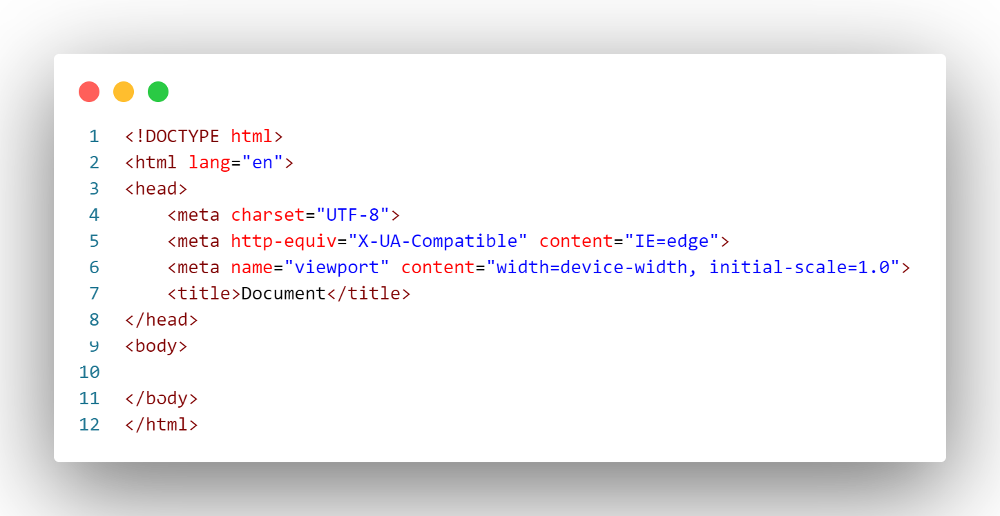 1 <!DOCTYPE html>
2 <html lang="en">
3 <head>
4     <meta charset="UTF-8">
5     <meta http-equiv="X-UA-Compatible" content="IE=edge">
6     <meta name="viewport" content="width=device-width, initial-scale=1.0">
7     <title>Document</title>
8 </head>
9 <body>
10
11 </bɔdy>
12 </html>